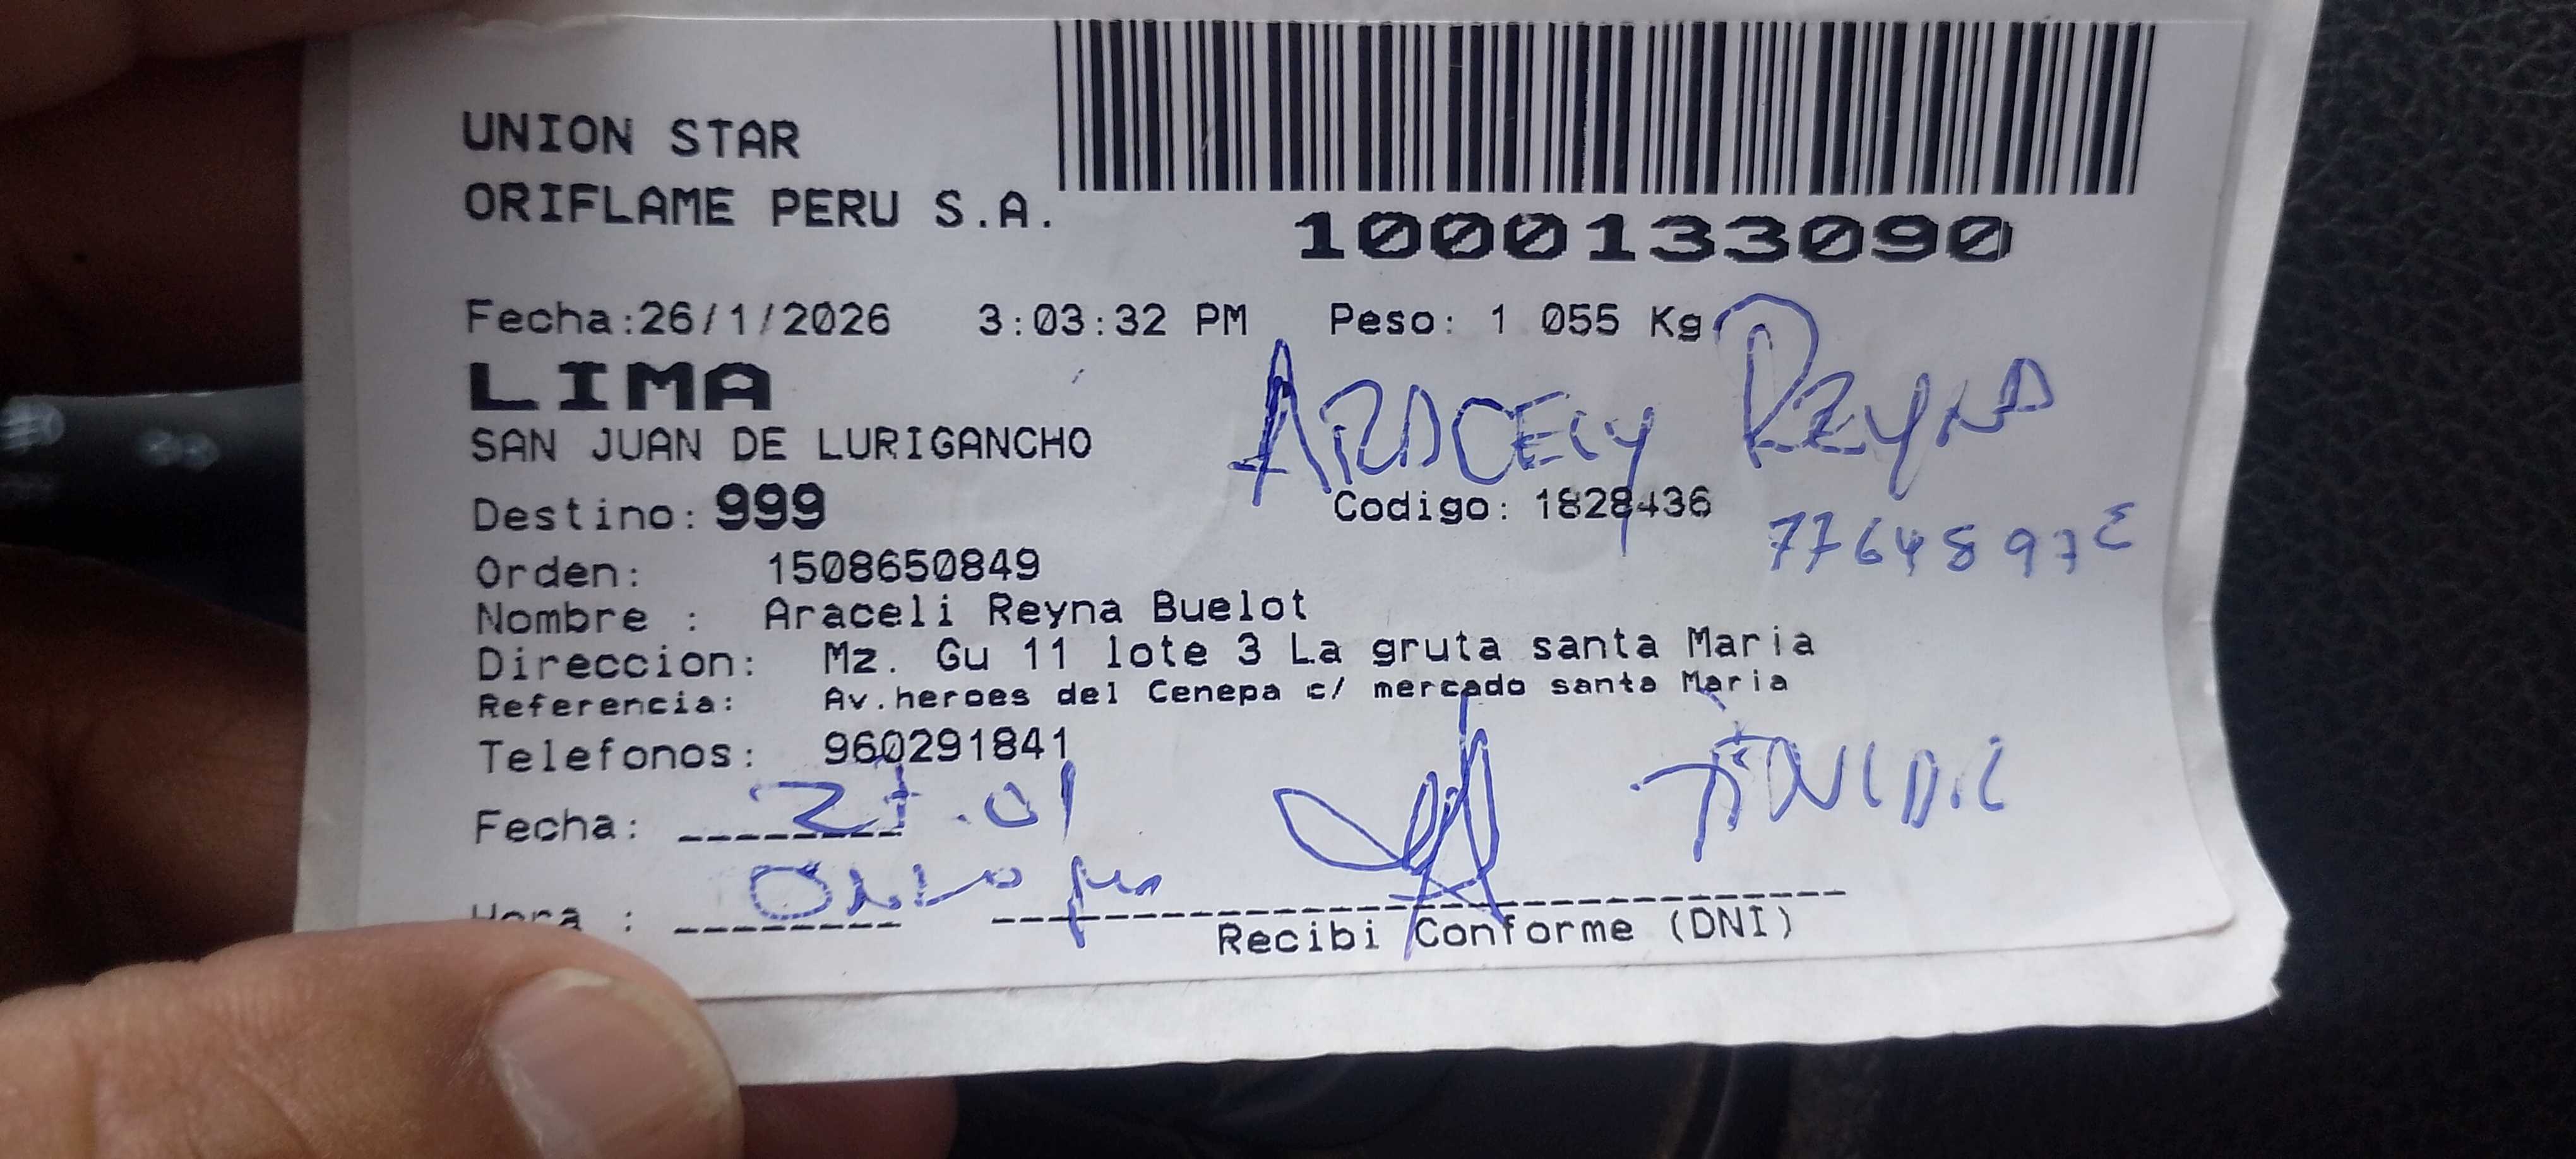 UNION STAR
ORIFLAME PERU S.A.
1000133090
Fecha:26/1/2026 3:03:32 PM Peso: 1 055 Kg
LIMA
ARACELY REYNA
SAN JUAN DE LURIGANCHO
Destino: 999 Codigo: 1828436
Orden: 1508650849
Nombre : Araceli Reyna Buelot
Direccion: Mz. Gu 11 lote 3 La gruta santa Maria
Referencia: Av.heroes del Cenepa c/ mercado santa Maria
Telefonos: 960291841
Fecha: 27.01
Hora :
Recibi Conforme (DNI)